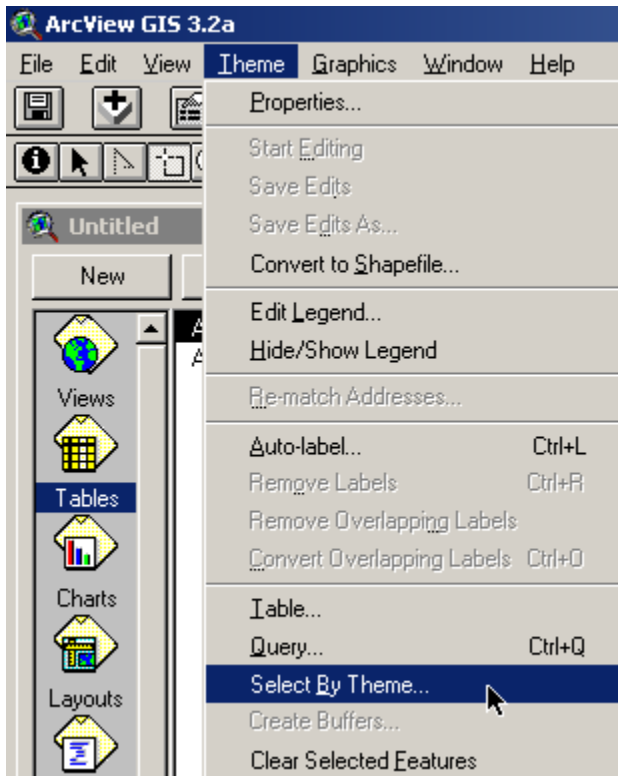 ArcView GIS 3.2a
File Edit View Theme Graphics Window Help
Properties...
Start Editing
Save Edits
Save Edits As...
Convert to Shapefile...
Edit Legend...
Hide/Show Legend
Re-match Addresses...
Auto-label... Ctrl+L
Remove Labels Ctrl+R
Remove Overlapping Labels
Convert Overlapping Labels Ctrl+O
Table...
Query... Ctrl+Q
Select By Theme...
Create Buffers...
Clear Selected Features
Untitled
New
Views
Tables
Charts
Layouts